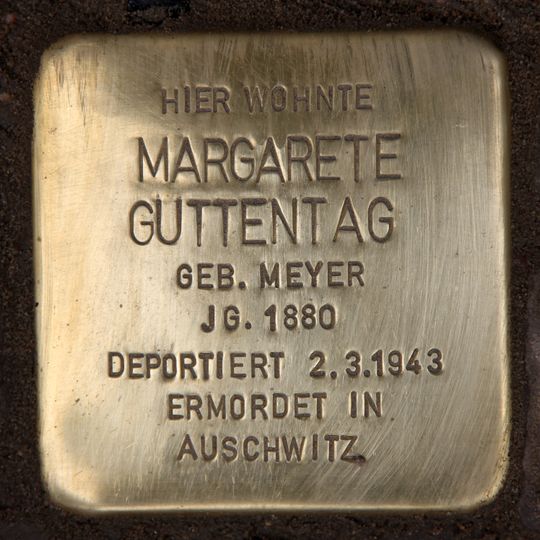 HIER WOHNTE
MARGARETE
GUTTENTAG
GEB. MEYER
JG. 1880
DEPORTIERT 2.3.1943
ERMORDET IN
AUSCHWITZ